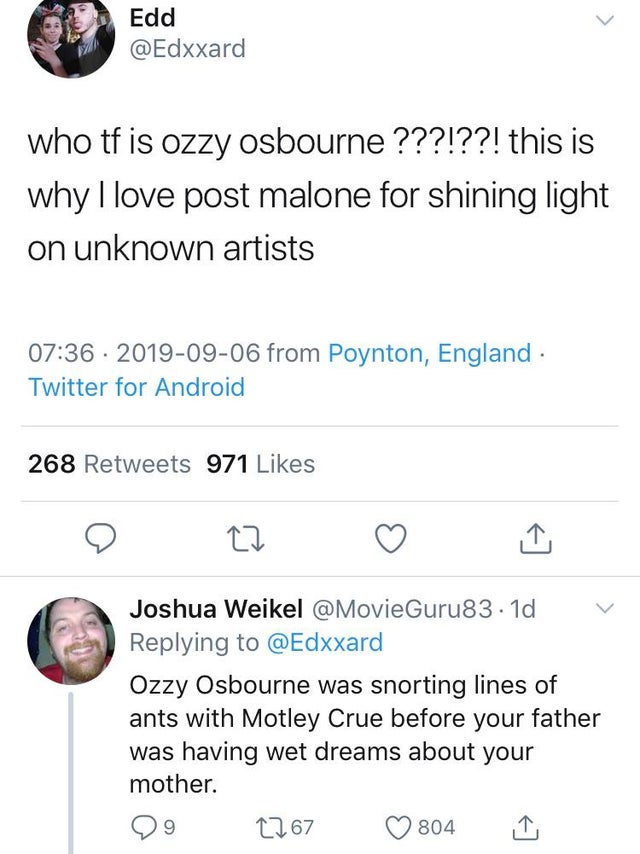 Edd
@Edxxard
who tf is ozzy osbourne ???!??! this is
why I love post malone for shining light
on unknown artists
07:36 · 2019-09-06 from Poynton, England ·
Twitter for Android
268 Retweets 971 Likes
Joshua Weikel @MovieGuru83 · 1d
Replying to @Edxxard
Ozzy Osbourne was snorting lines of
ants with Motley Crue before your father
was having wet dreams about your
mother.
9 67 804